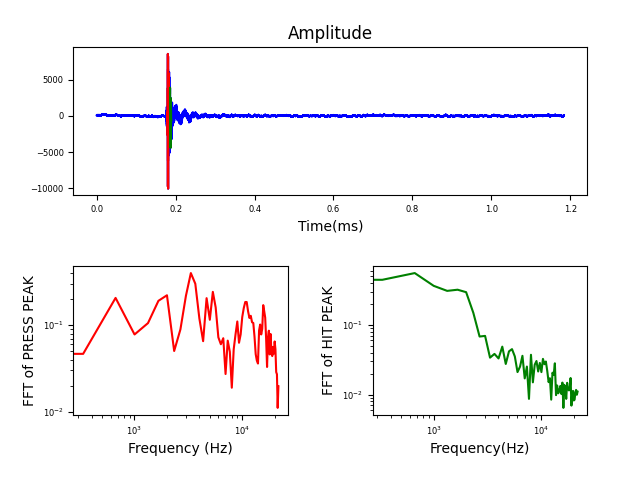 Amplitude
5000
0
−5000
−10000
0.0 0.2 0.4 0.6 0.8 1.0 1.2
Time(ms)
FFT of PRESS PEAK
10⁻¹
10⁻²
10³ 10⁴
Frequency (Hz)
FFT of HIT PEAK
10⁻¹
10⁻²
10³ 10⁴
Frequency(Hz)